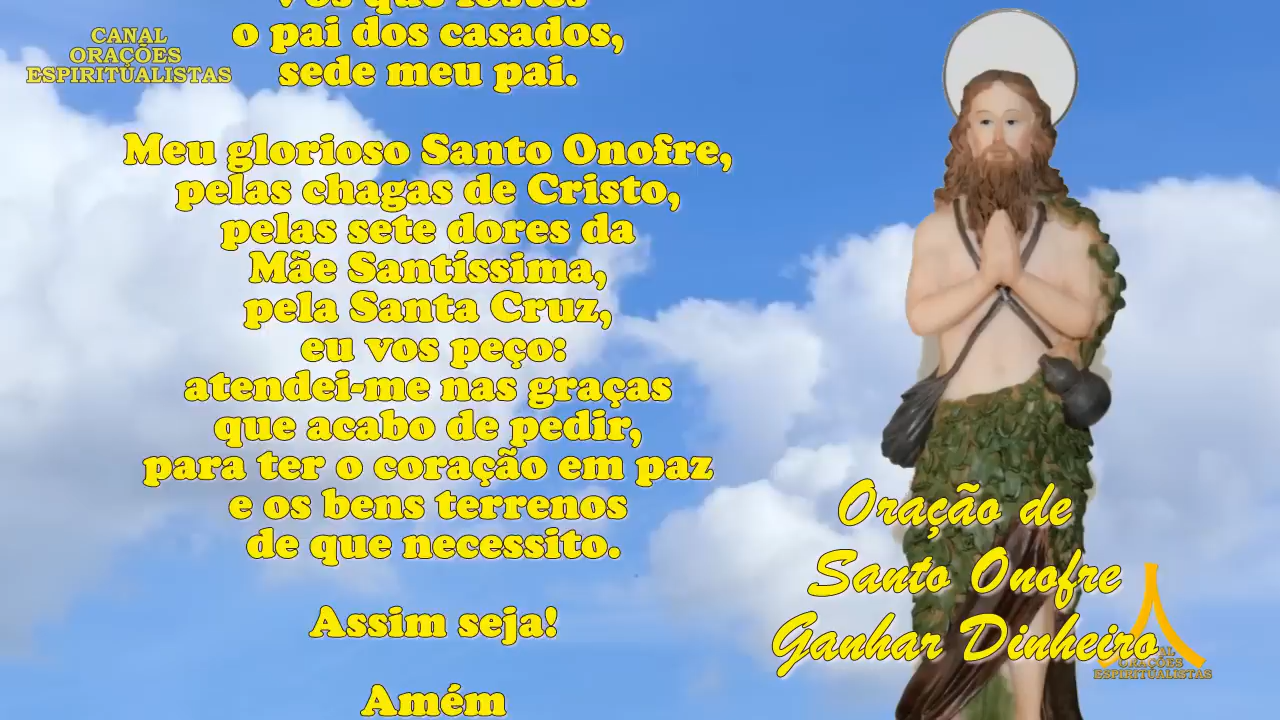 CANAL
ORAÇÕES
ESPIRITUALISTAS
Vós que fostes
o pai dos casados,
sede meu pai.
Meu glorioso Santo Onofre,
pelas chagas de Cristo,
pelas sete dores da
Mãe Santíssima,
pela Santa Cruz,
eu vos peço:
atendei-me nas graças
que acabo de pedir,
para ter o coração em paz
e os bens terrenos
de que necessito.
Assim seja!
Amém
Oração de
Santo Onofre
Ganhar Dinheiro
ORAÇÕES
ESPIRITUALISTAS